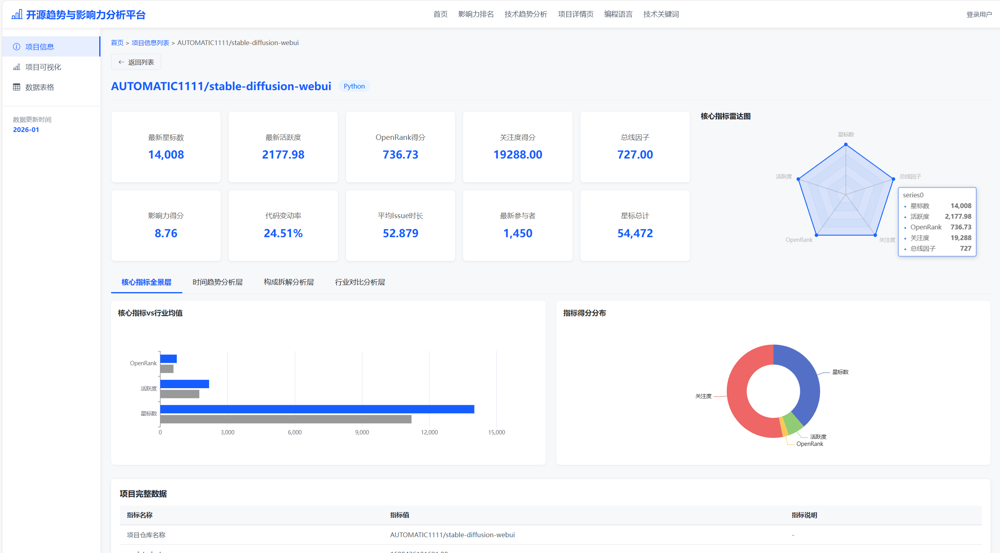 开源趋势与影响力分析平台
首页 影响力排名 技术趋势分析 项目详情页 编程语言 技术关键词
登录用户
项目信息
项目可视化
数据表格
数据更新时间
2026-01
首页 > 项目信息列表 > AUTOMATIC1111/stable-diffusion-webui
← 返回列表
AUTOMATIC1111/stable-diffusion-webui Python
最新星标数
14,008
最新活跃度
2177.98
OpenRank得分
736.73
关注度得分
19288.00
总线因子
727.00
影响力得分
8.76
代码变动率
24.51%
平均Issue时长
52.879
最新参与者
1,450
星标总计
54,472
核心指标雷达图
星标数
活跃度
总线因子
OpenRank
关注度
series0
星标数 14,008
活跃度 2,177.98
OpenRank 736.73
关注度 19,288
总线因子 727
核心指标全景层 时间趋势分析层 构成拆解分析层 行业对比分析层
核心指标vs行业均值
OpenRank
活跃度
星标数
0 3,000 6,000 9,000 12,000 15,000
指标得分分布
星标数
关注度
活跃度
OpenRank
项目完整数据
指标名称 指标值 指标说明
项目仓库名称 AUTOMATIC1111/stable-diffusion-webui -